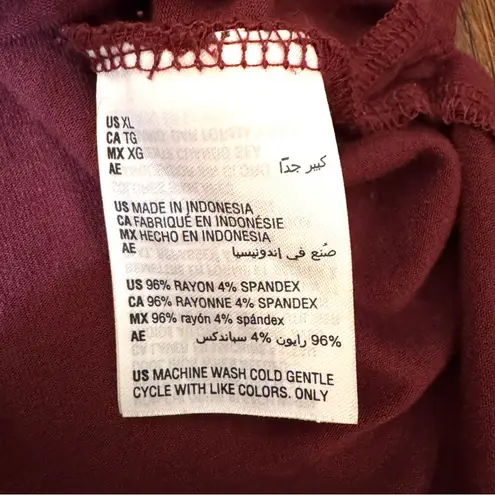 US XL
CA TG
MX XG
AE كبير جدًا
US MADE IN INDONESIA
CA FABRIQUÉ EN INDONÉSIE
MX HECHO EN INDONESIA
AE صُنع في اندونيسيا
US 96% RAYON 4% SPANDEX
CA 96% RAYONNE 4% SPANDEX
MX 96% rayón 4% spándex
AE 96% رايون 4% سباندكس
US MACHINE WASH COLD GENTLE
CYCLE WITH LIKE COLORS. ONLY